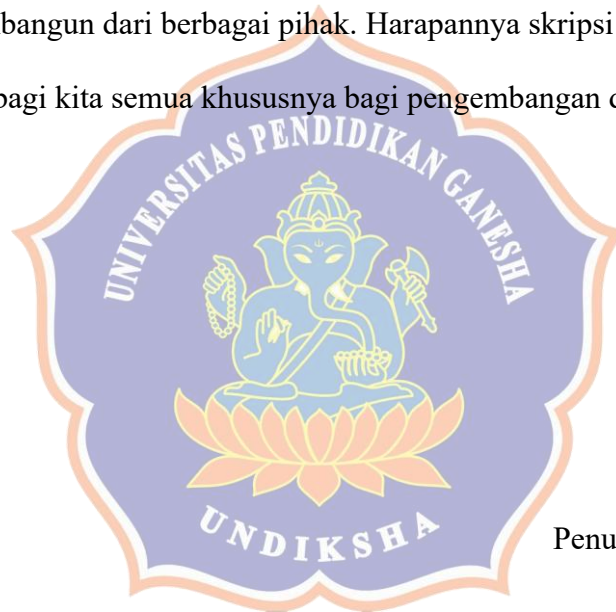 bangun dari berbagai pihak. Harapannya skripsi
bagi kita semua khususnya bagi pengembangan
UNIVERSITAS PENDIDIKAN GANESHA
UNDIKSHA
Penu